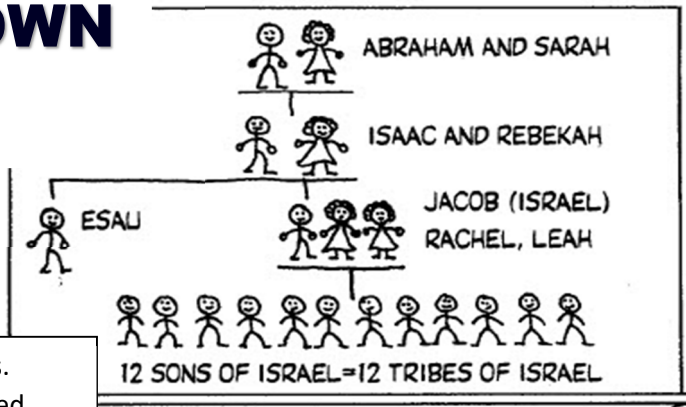 OWN
ABRAHAM AND SARAH
ISAAC AND REBEKAH
ESAU
JACOB (ISRAEL)
RACHEL, LEAH
12 SONS OF ISRAEL=12 TRIBES OF ISRAEL
s.
ed